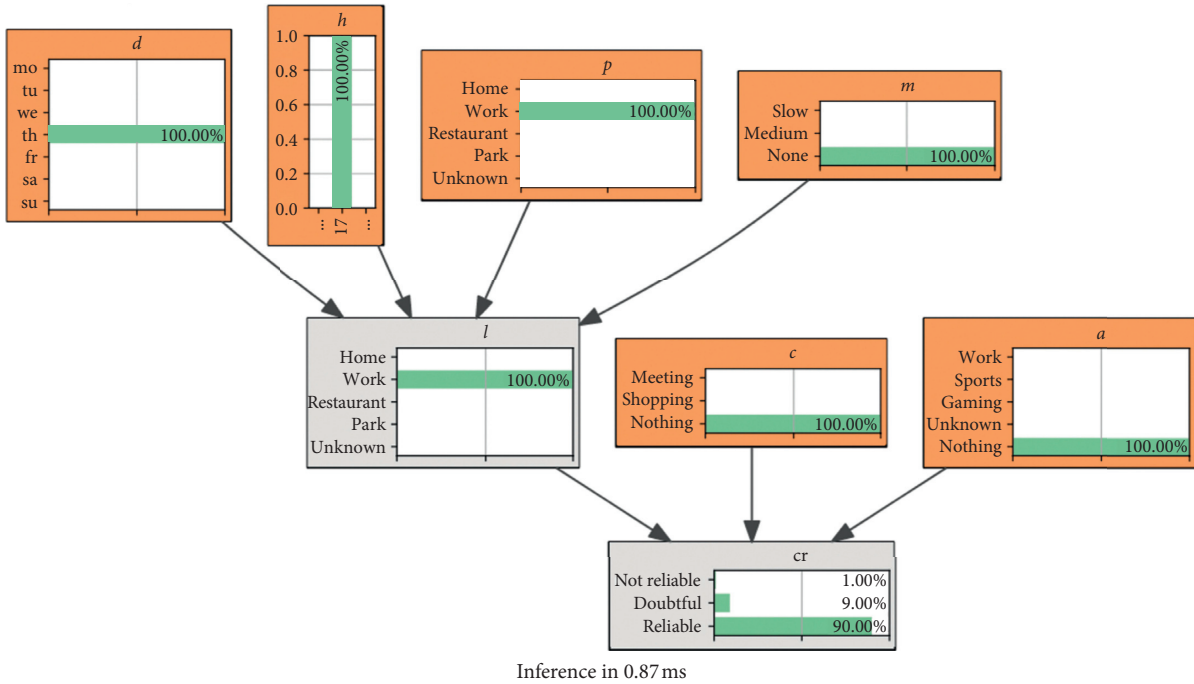 d
mo
tu
we
th 100.00%
fr
sa
su
h
1.0
0.8
0.6
0.4
0.2
0.0
100.00%
... 17 ...
p
Home
Work 100.00%
Restaurant
Park
Unknown
m
Slow
Medium
None 100.00%
l
Home
Work 100.00%
Restaurant
Park
Unknown
c
Meeting
Shopping
Nothing 100.00%
a
Work
Sports
Gaming
Unknown
Nothing 100.00%
cr
Not reliable 1.00%
Doubtful 9.00%
Reliable 90.00%
Inference in 0.87 ms